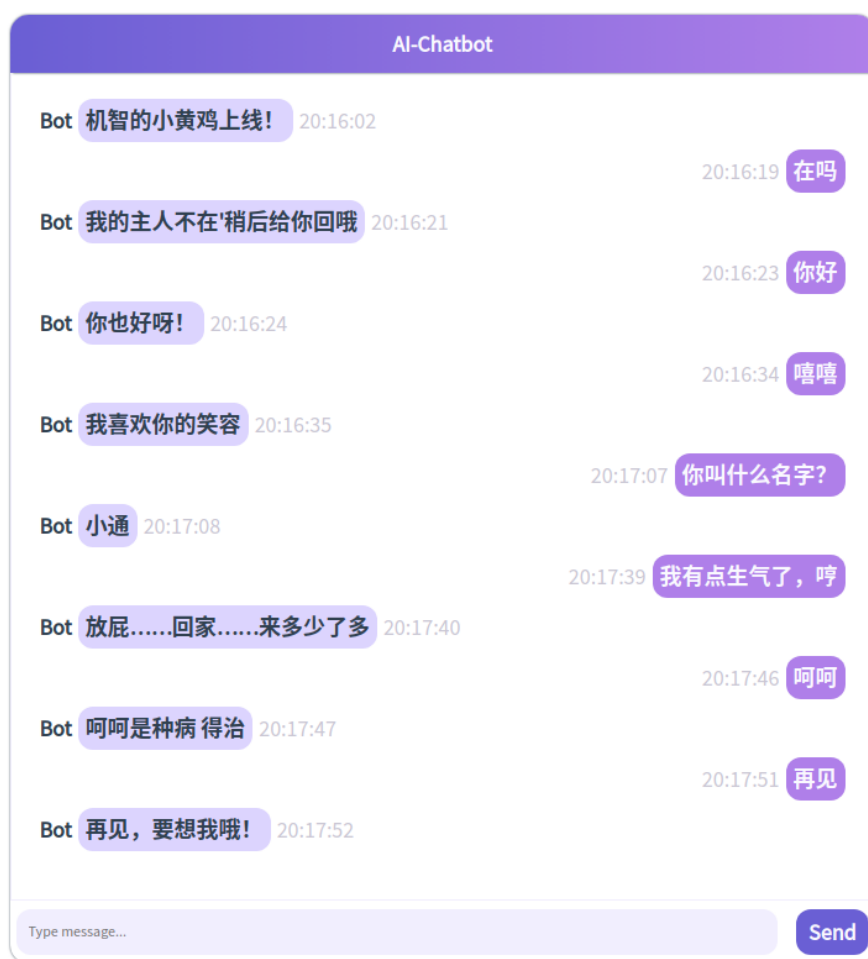 AI-Chatbot
Bot 机智的小黄鸡上线! 20:16:02
20:16:19 在吗
Bot 我的主人不在'稍后给你回哦 20:16:21
20:16:23 你好
Bot 你也好呀! 20:16:24
20:16:34 嘻嘻
Bot 我喜欢你的笑容 20:16:35
20:17:07 你叫什么名字?
Bot 小通 20:17:08
20:17:39 我有点生气了，哼
Bot 放屁……回家……来多少了多 20:17:40
20:17:46 呵呵
Bot 呵呵是种病 得治 20:17:47
20:17:51 再见
Bot 再见，要想我哦! 20:17:52
Type message...
Send